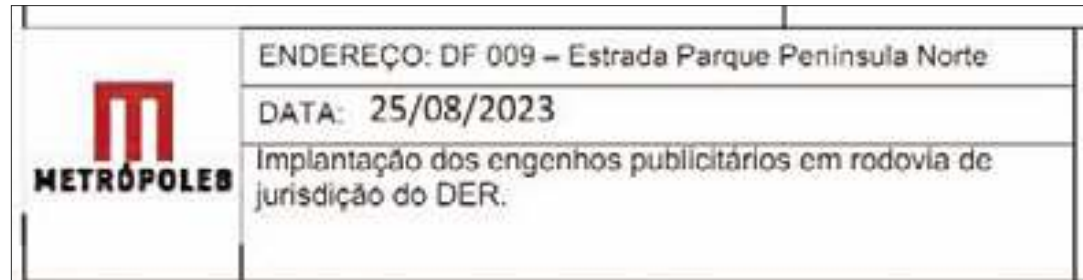 METRÓPOLES
ENDEREÇO: DF 009 – Estrada Parque Península Norte
DATA: 25/08/2023
Implantação dos engenhos publicitários em rodovia de
jurisdição do DER.